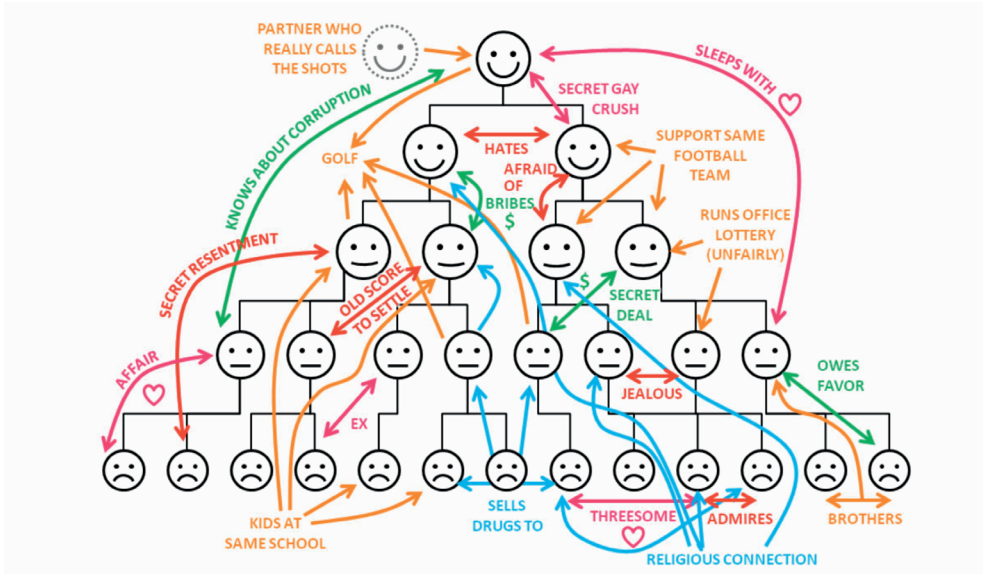 PARTNER WHO
REALLY CALLS
THE SHOTS
SLEEPS WITH
SECRET GAY
CRUSH
KNOWS ABOUT CORRUPTION
GOLF
HATES
AFRAID
OF
BRIBES
$
SUPPORT SAME
FOOTBALL
TEAM
RUNS OFFICE
LOTTERY
(UNFAIRLY)
SECRET RESENTMENT
OLD SCORE
TO SETTLE
$
SECRET
DEAL
AFFAIR
EX
JEALOUS
OWES
FAVOR
KIDS AT
SAME SCHOOL
SELLS
DRUGS TO
THREESOME
ADMIRES
BROTHERS
RELIGIOUS CONNECTION